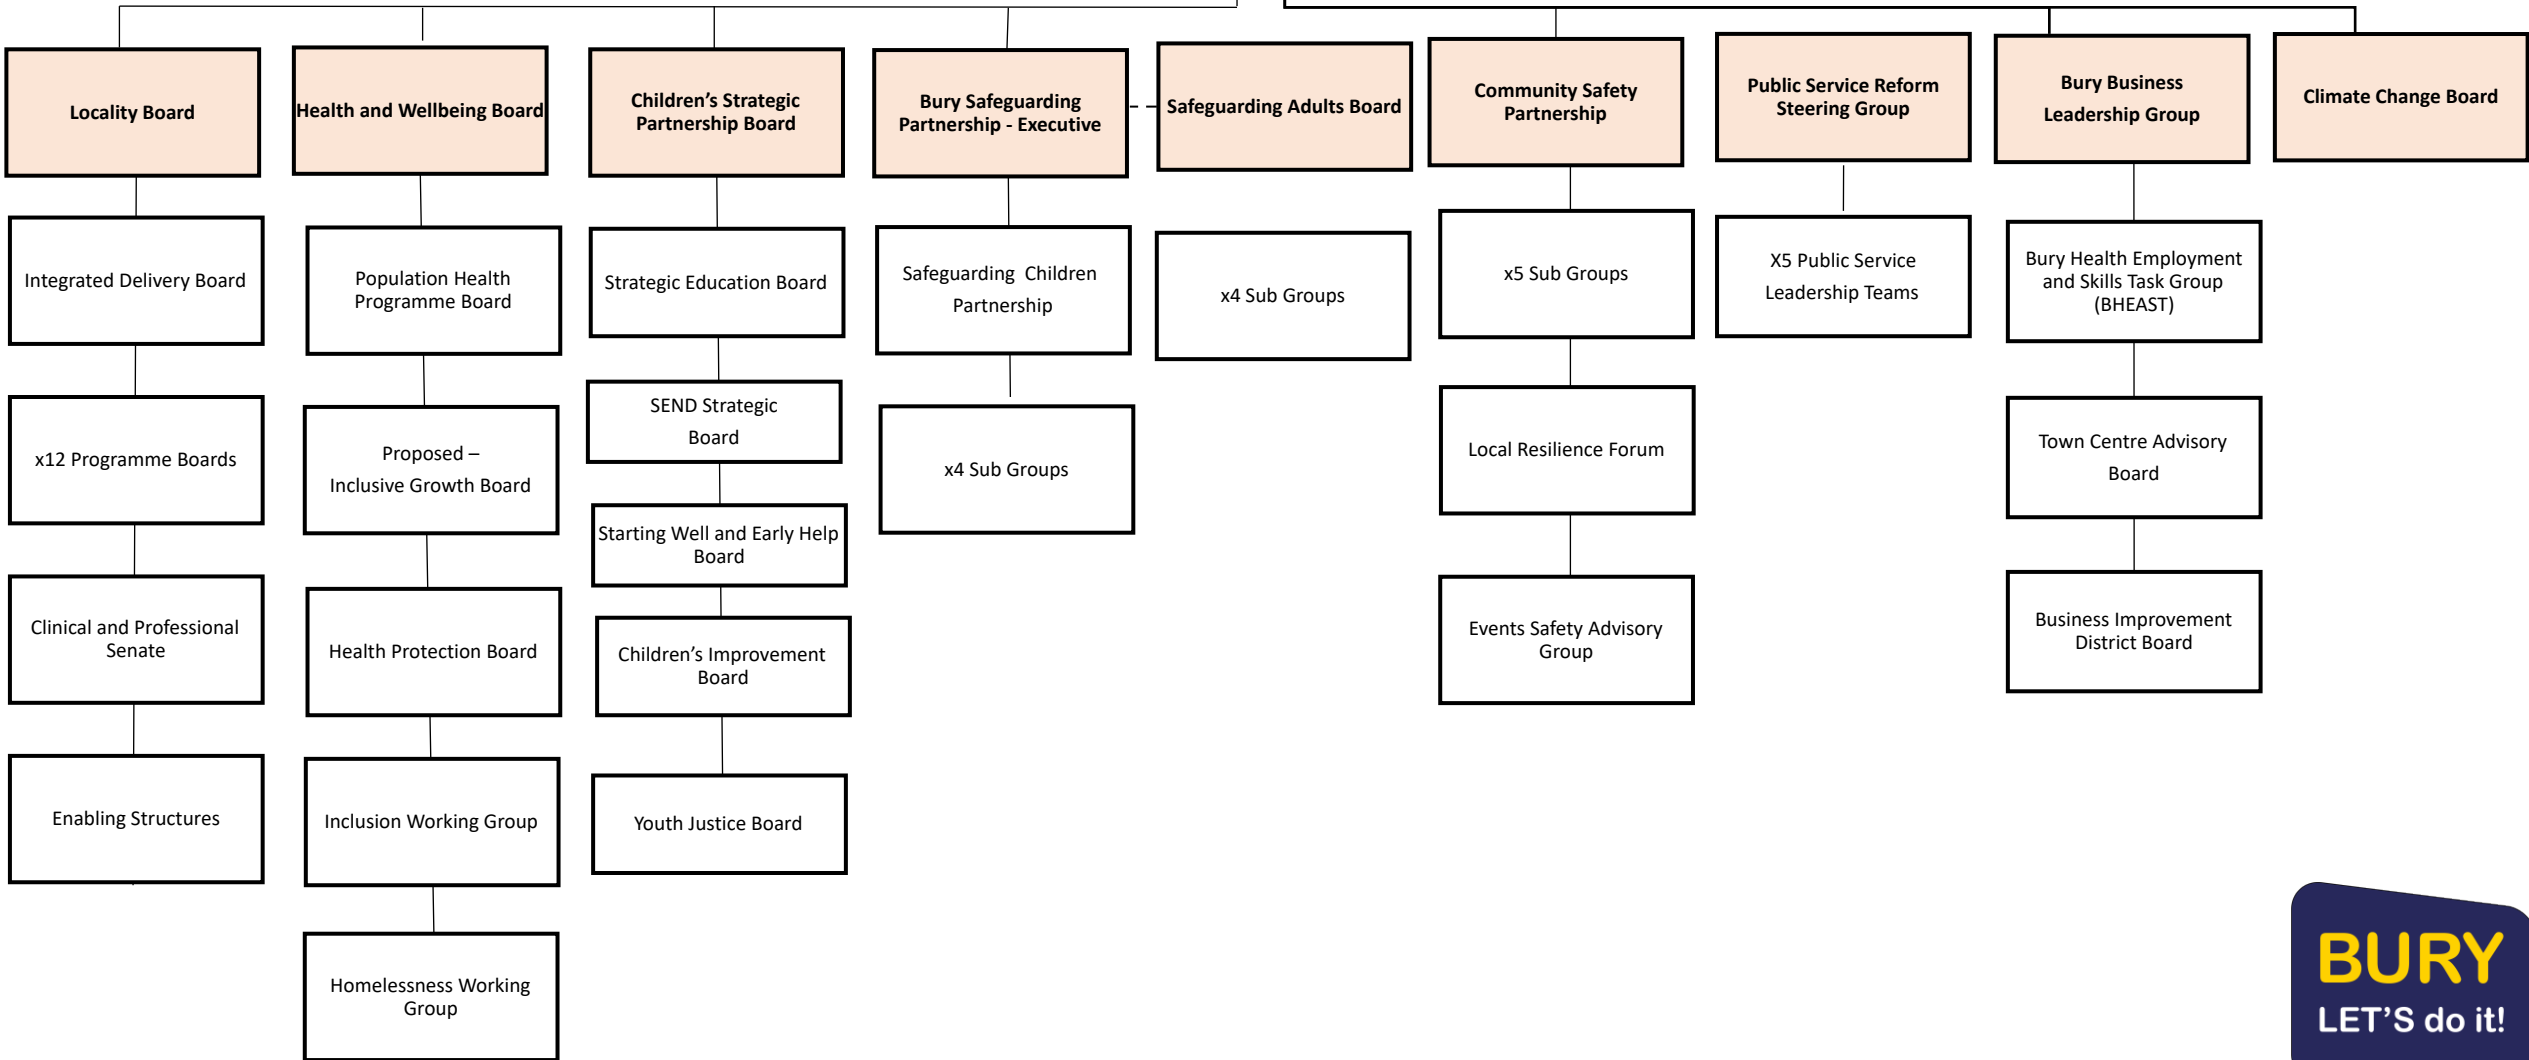 Locality Board
Health and Wellbeing Board
Children's Strategic
Partnership Board
Bury Safeguarding
Partnership - Executive
Safeguarding Adults Board
Community Safety
Partnership
Public Service Reform
Steering Group
Bury Business
Leadership Group
Climate Change Board
Integrated Delivery Board
x12 Programme Boards
Clinical and Professional
Senate
Enabling Structures
Population Health
Programme Board
Proposed –
Inclusive Growth Board
Health Protection Board
Inclusion Working Group
Homelessness Working
Group
Strategic Education Board
SEND Strategic
Board
Starting Well and Early Help
Board
Children's Improvement
Board
Youth Justice Board
Safeguarding Children
Partnership
x4 Sub Groups
x4 Sub Groups
x5 Sub Groups
Local Resilience Forum
Events Safety Advisory
Group
X5 Public Service
Leadership Teams
Bury Health Employment
and Skills Task Group
(BHEAST)
Town Centre Advisory
Board
Business Improvement
District Board
BURY
LET'S do it!